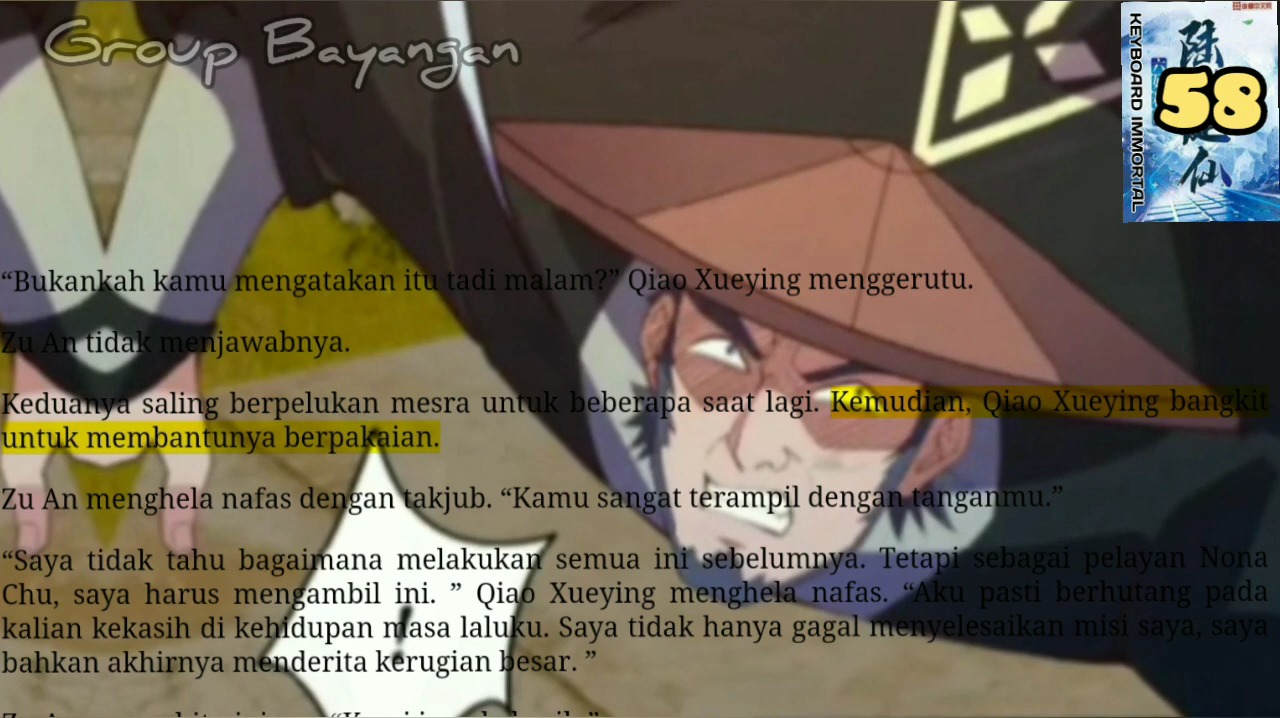 Group Bayangan
KEYBOARD IMMORTAL
陆
仙
58
“Bukankah kamu mengatakan itu tadi malam?” Qiao Xueying menggerutu.
Zu An tidak menjawabnya.
Keduanya saling berpelukan mesra untuk beberapa saat lagi. Kemudian, Qiao Xueying bangkit
untuk membantunya berpakaian.
Zu An menghela nafas dengan takjub. “Kamu sangat terampil dengan tanganmu.”
“Saya tidak tahu bagaimana melakukan semua ini sebelumnya. Tetapi sebagai pelayan Nona
Chu, saya harus mengambil ini. ” Qiao Xueying menghela nafas. “Aku pasti berhutang pada
kalian kekasih di kehidupan masa laluku. Saya tidak hanya gagal menyelesaikan misi saya, saya
bahkan akhirnya menderita kerugian besar. ”